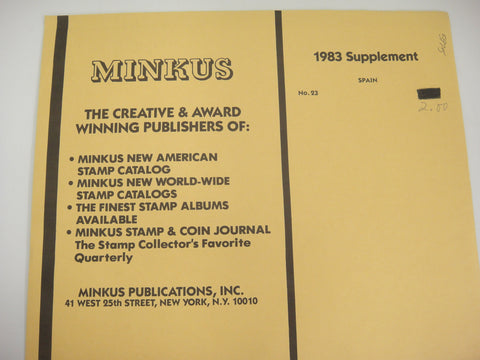 MINKUS
THE CREATIVE & AWARD
WINNING PUBLISHERS OF:
• MINKUS NEW AMERICAN
STAMP CATALOG
• MINKUS NEW WORLD-WIDE
STAMP CATALOGS
• THE FINEST STAMP ALBUMS
AVAILABLE
• MINKUS STAMP & COIN JOURNAL
The Stamp Collector's Favorite
Quarterly
MINKUS PUBLICATIONS, INC.
41 WEST 25th STREET, NEW YORK, N.Y. 10010
1983 Supplement
SPAIN
No. 23
2.00